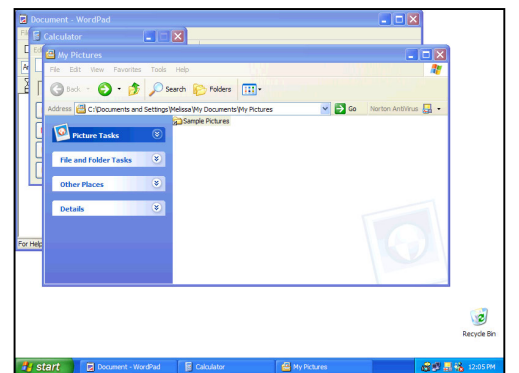 Document - WordPad
Calculator
My Pictures
File Edit View Favorites Tools Help
Back Search Folders
Address C:\Documents and Settings\Melissa\My Documents\My Pictures Go Norton AntiVirus
Sample Pictures
Picture Tasks
File and Folder Tasks
Other Places
Details
For Help
Recycle Bin
start Document - WordPad Calculator My Pictures 12:05 PM